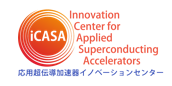 iCASA
Innovation
Center for
Applied
Superconducting
Accelerators
応用超伝導加速器イノベーションセンター